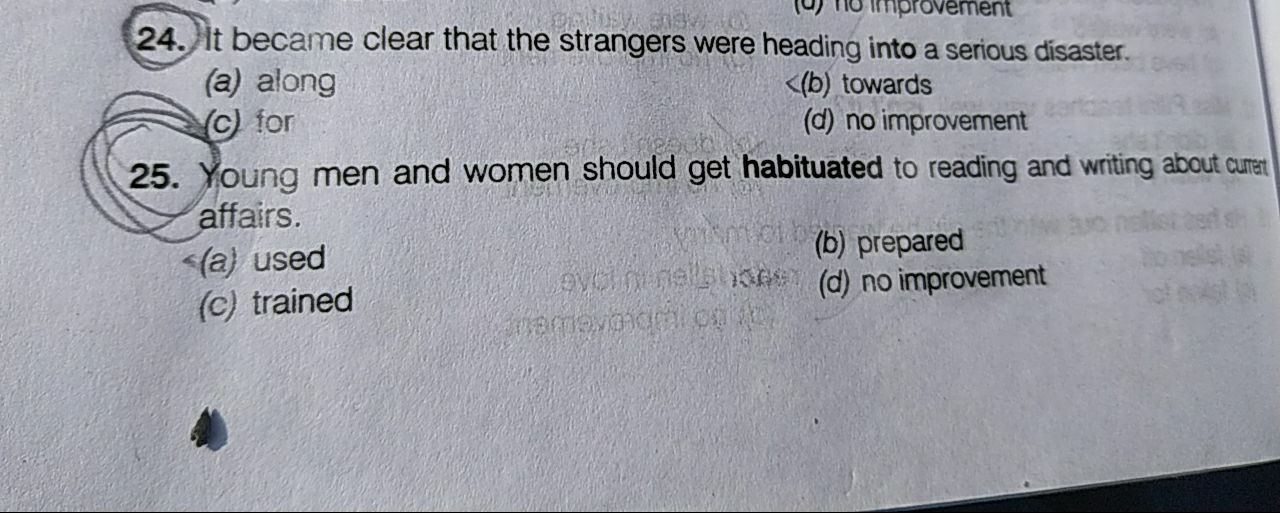 (d) no improvement
24. It became clear that the strangers were heading into a serious disaster.
(a) along (b) towards
(c) for (d) no improvement
25. Young men and women should get habituated to reading and writing about current
affairs.
(a) used (b) prepared
(c) trained (d) no improvement